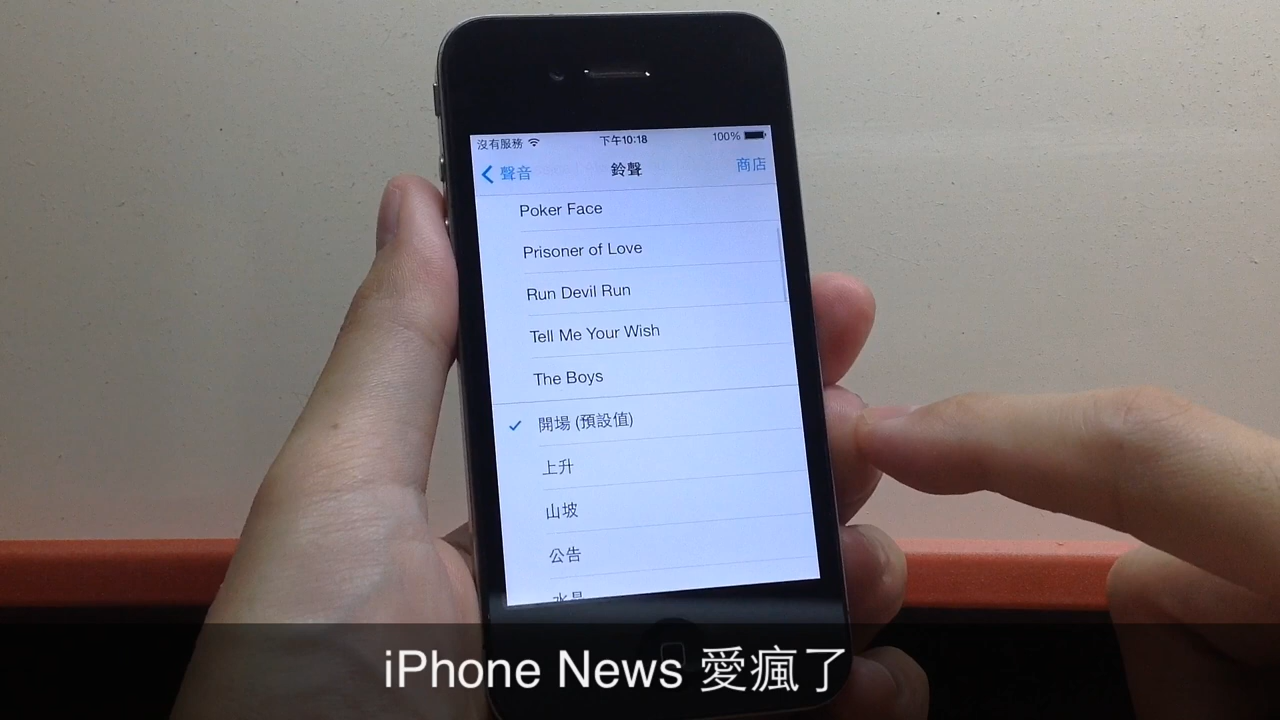 沒有服務 下午10:18 100%
聲音 鈴聲 商店
Poker Face
Prisoner of Love
Run Devil Run
Tell Me Your Wish
The Boys
開場 (預設值)
上升
山坡
公告
iPhone News 愛瘋了